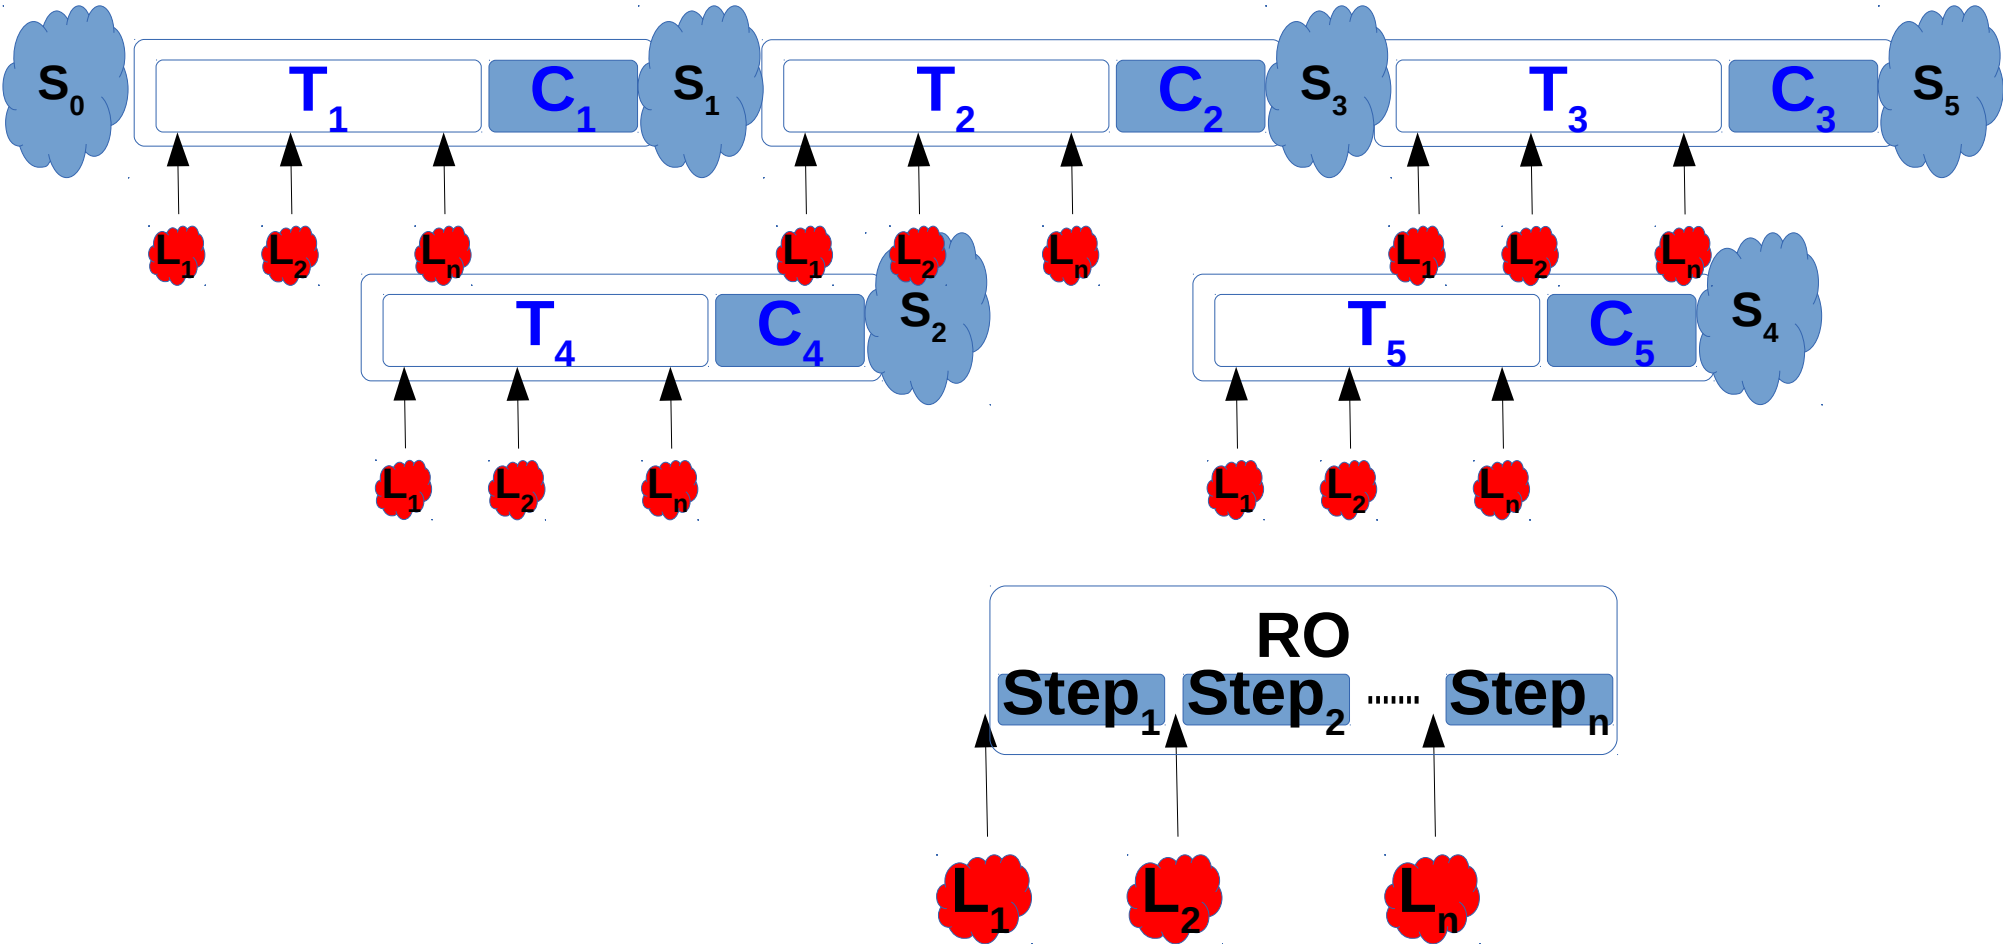 S0 T1 C1 S1 T2 C2 S3 T3 C3 S5
L1 L2 Ln L1 L2 Ln L1 L2 Ln
T4 C4 S2 T5 C5 S4
L1 L2 Ln L1 L2 Ln
RO
Step1 Step2 ....... Stepn
L1 L2 Ln